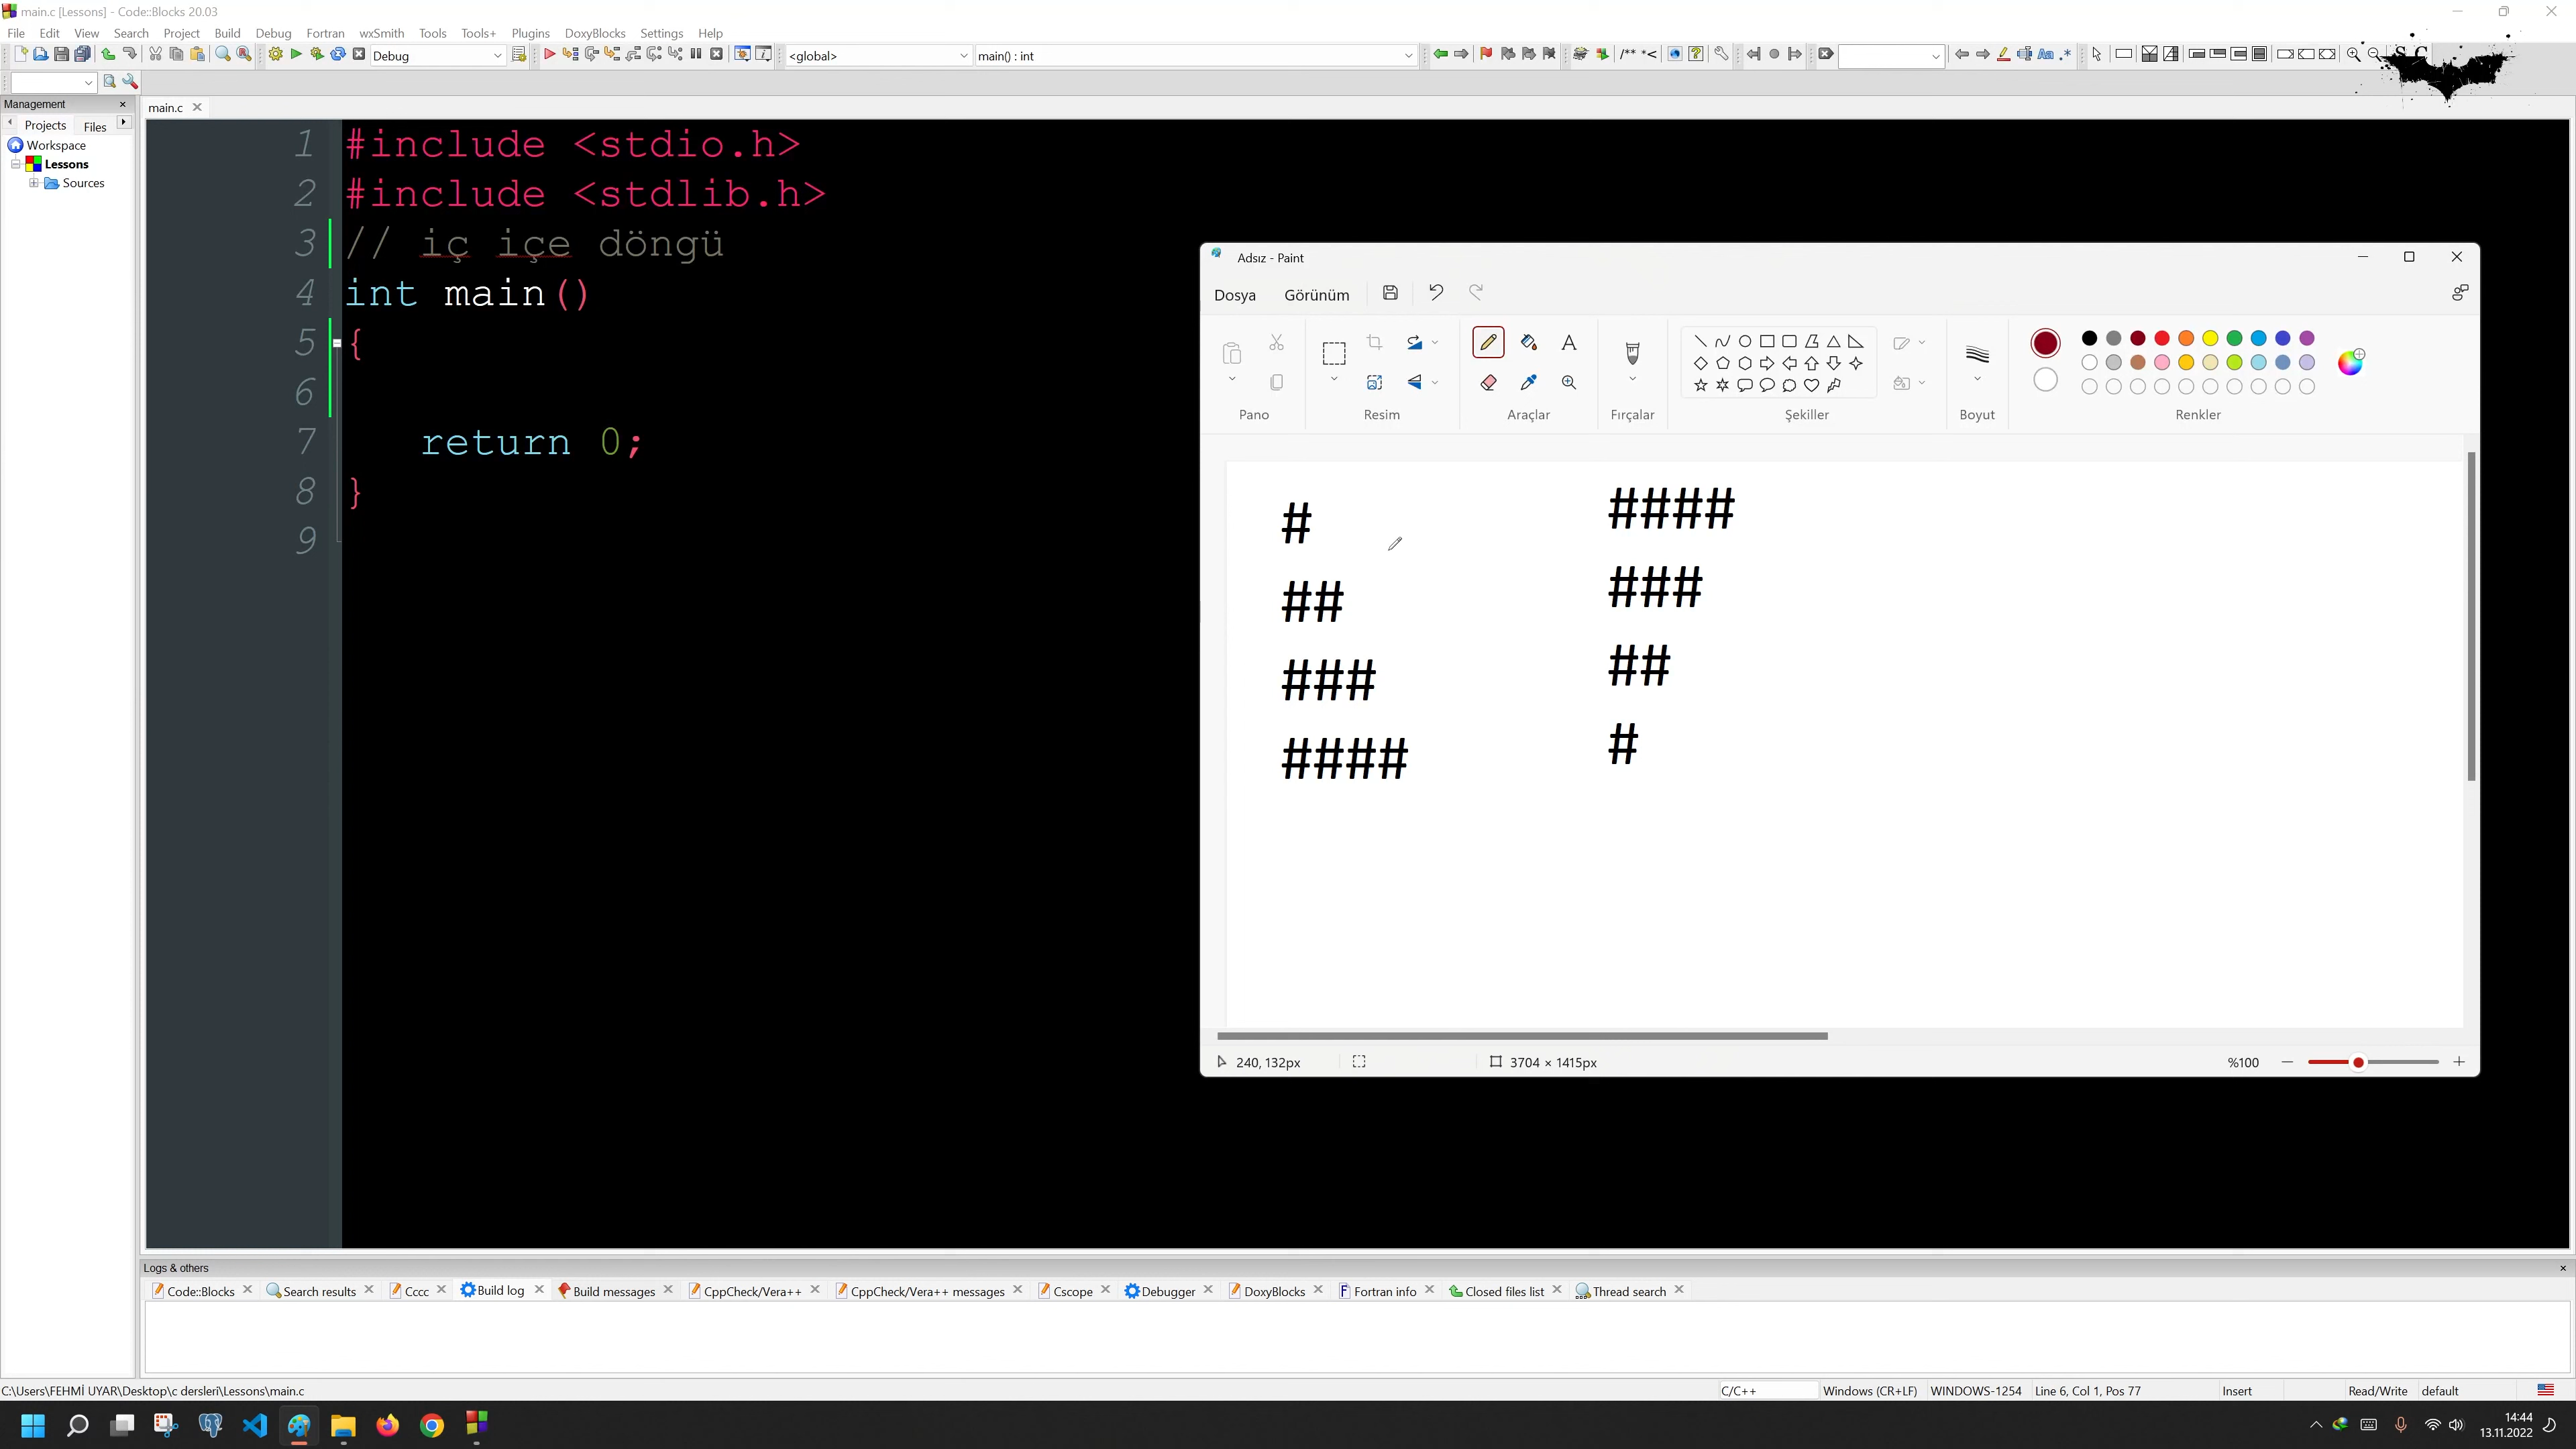 main.c [Lessons] - Code::Blocks 20.03
File Edit View Search Project Build Debug Fortran wxSmith Tools Tools+ Plugins DoxyBlocks Settings Help
Debug <global> main() : int /** *< Aa .*
S C
Management
Projects Files
Workspace
Lessons
Sources
main.c
1 #include <stdio.h>
2 #include <stdlib.h>
3 // iç içe döngü
4 int main()
5 {
6
7 return 0;
8 }
9
Adsız - Paint
Dosya Görünüm
Pano Resim Araçlar Fırçalar Şekiller Boyut Renkler
# ####
## ###
### ##
#### #
240, 132px 3704 × 1415px %100
Logs & others
Code::Blocks Search results Cccc Build log Build messages CppCheck/Vera++ CppCheck/Vera++ messages Cscope Debugger DoxyBlocks Fortran info Closed files list Thread search
C:\Users\FEHMİ UYAR\Desktop\c dersleri\Lessons\main.c C/C++ Windows (CR+LF) WINDOWS-1254 Line 6, Col 1, Pos 77 Insert Read/Write default
14:44
13.11.2022